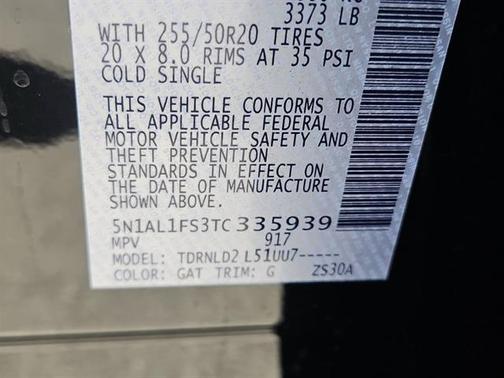 3373 LB
WITH 255/50R20 TIRES
20 X 8.0 RIMS AT 35 PSI
COLD SINGLE
THIS VEHICLE CONFORMS TO
ALL APPLICABLE FEDERAL
MOTOR VEHICLE SAFETY AND
THEFT PREVENTION
STANDARDS IN EFFECT ON
THE DATE OF MANUFACTURE
SHOWN ABOVE.
5N1AL1FS3TC335939
MPV 917
MODEL: TDRNLD2 L51UU7-----
COLOR: GAT TRIM: G ZS30A